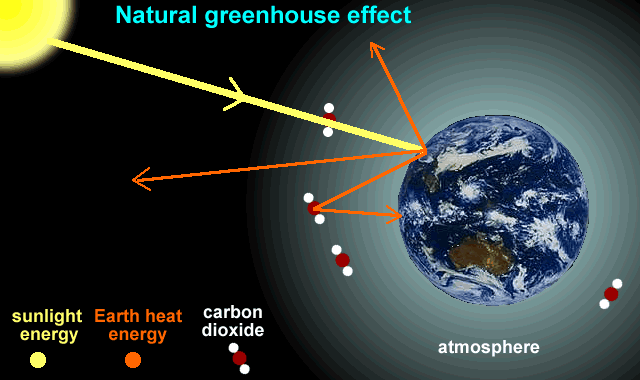 Natural greenhouse effect
sunlight
energy
Earth heat
energy
carbon
dioxide
atmosphere